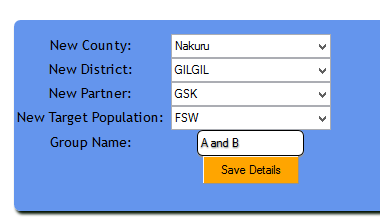 New County: Nakuru
New District: GILGIL
New Partner: GSK
New Target Population: FSW
Group Name: A and B
Save Details